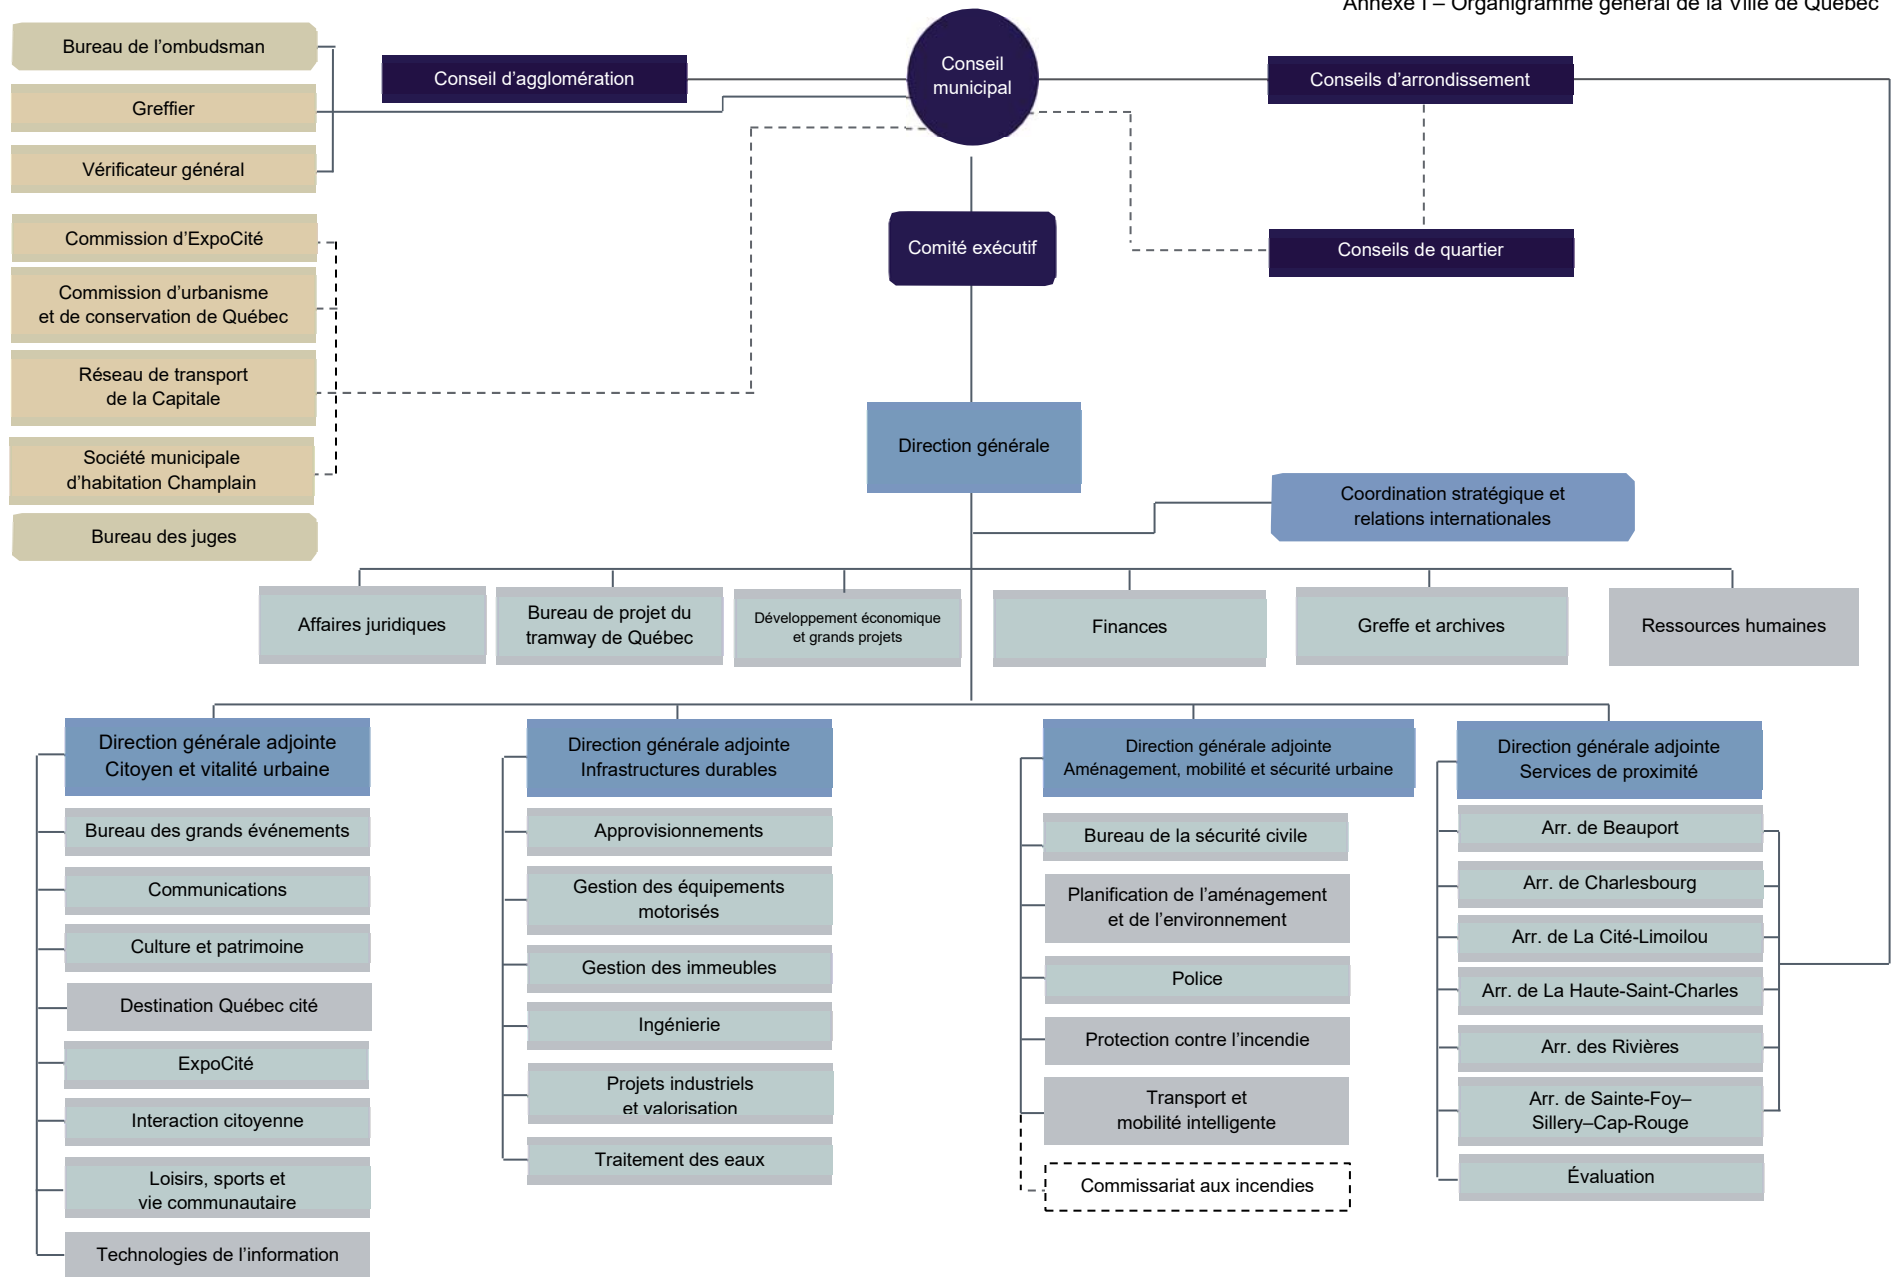 Annexe I – Organigramme général de la Ville de Québec
Bureau de l’ombudsman
Greffier
Vérificateur général
Commission d’ExpoCité
Commission d’urbanisme
et de conservation de Québec
Réseau de transport
de la Capitale
Société municipale
d’habitation Champlain
Bureau des juges
Conseil d’agglomération
Conseil
municipal
Conseils d’arrondissement
Comité exécutif
Conseils de quartier
Direction générale
Coordination stratégique et
relations internationales
Affaires juridiques
Bureau de projet du
tramway de Québec
Développement économique
et grands projets
Finances
Greffe et archives
Ressources humaines
Direction générale adjointe
Citoyen et vitalité urbaine
Bureau des grands événements
Communications
Culture et patrimoine
Destination Québec cité
ExpoCité
Interaction citoyenne
Loisirs, sports et
vie communautaire
Technologies de l’information
Direction générale adjointe
Infrastructures durables
Approvisionnements
Gestion des équipements
motorisés
Gestion des immeubles
Ingénierie
Projets industriels
et valorisation
Traitement des eaux
Direction générale adjointe
Aménagement, mobilité et sécurité urbaine
Bureau de la sécurité civile
Planification de l’aménagement
et de l’environnement
Police
Protection contre l’incendie
Transport et
mobilité intelligente
Commissariat aux incendies
Direction générale adjointe
Services de proximité
Arr. de Beauport
Arr. de Charlesbourg
Arr. de La Cité-Limoilou
Arr. de La Haute-Saint-Charles
Arr. des Rivières
Arr. de Sainte-Foy–
Sillery–Cap-Rouge
Évaluation